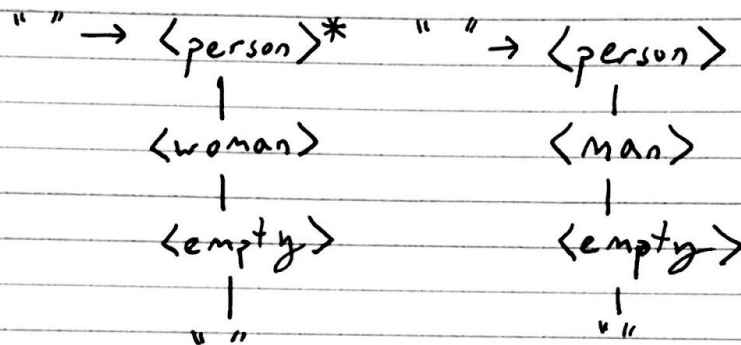 " " → <person>* " " → <person>
<woman> <man>
<empty> <empty>
" " " "